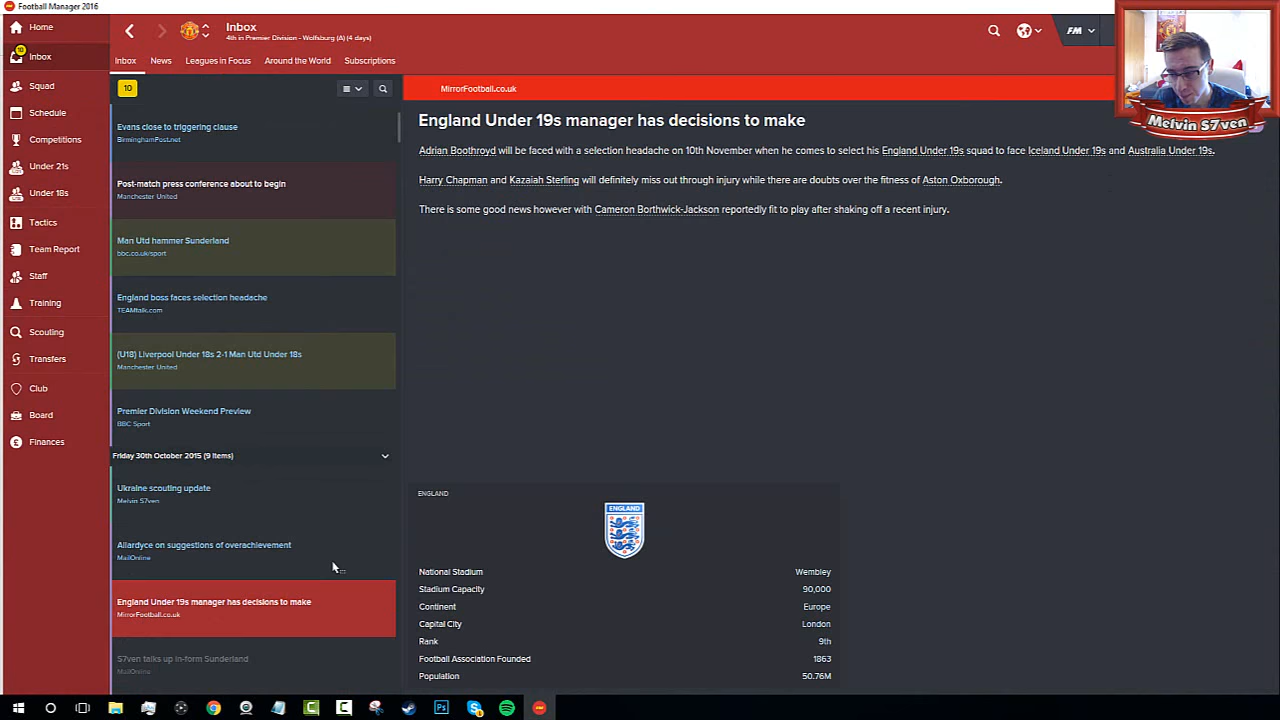 Football Manager 2016
Home
10
Inbox
Squad
Schedule
Competitions
Under 21s
Under 18s
Tactics
Team Report
Staff
Training
Scouting
Transfers
Club
Board
Finances
Inbox
4th in Premier Division - Wolfsburg (A) (4 days)
FM
Inbox News Leagues in Focus Around the World Subscriptions
10
Evans close to triggering clause
BirminghamPost.net
Post-match press conference about to begin
Manchester United
Man Utd hammer Sunderland
bbc.co.uk/sport
England boss faces selection headache
TEAMtalk.com
(U18) Liverpool Under 18s 2-1 Man Utd Under 18s
Manchester United
Premier Division Weekend Preview
BBC Sport
Friday 30th October 2015 (9 items)
Ukraine scouting update
Melvin S7ven
Allardyce on suggestions of overachievement
MailOnline
England Under 19s manager has decisions to make
MirrorFootball.co.uk
S7ven talks up in-form Sunderland
MailOnline
MirrorFootball.co.uk
England Under 19s manager has decisions to make
Adrian Boothroyd will be faced with a selection headache on 10th November when he comes to select his England Under 19s squad to face Iceland Under 19s and Australia Under 19s.
Harry Chapman and Kazaiah Sterling will definitely miss out through injury while there are doubts over the fitness of Aston Oxborough.
There is some good news however with Cameron Borthwick-Jackson reportedly fit to play after shaking off a recent injury.
ENGLAND
ENGLAND
National Stadium Wembley
Stadium Capacity 90,000
Continent Europe
Capital City London
Rank 9th
Football Association Founded 1863
Population 50.76M
Melvin S7ven